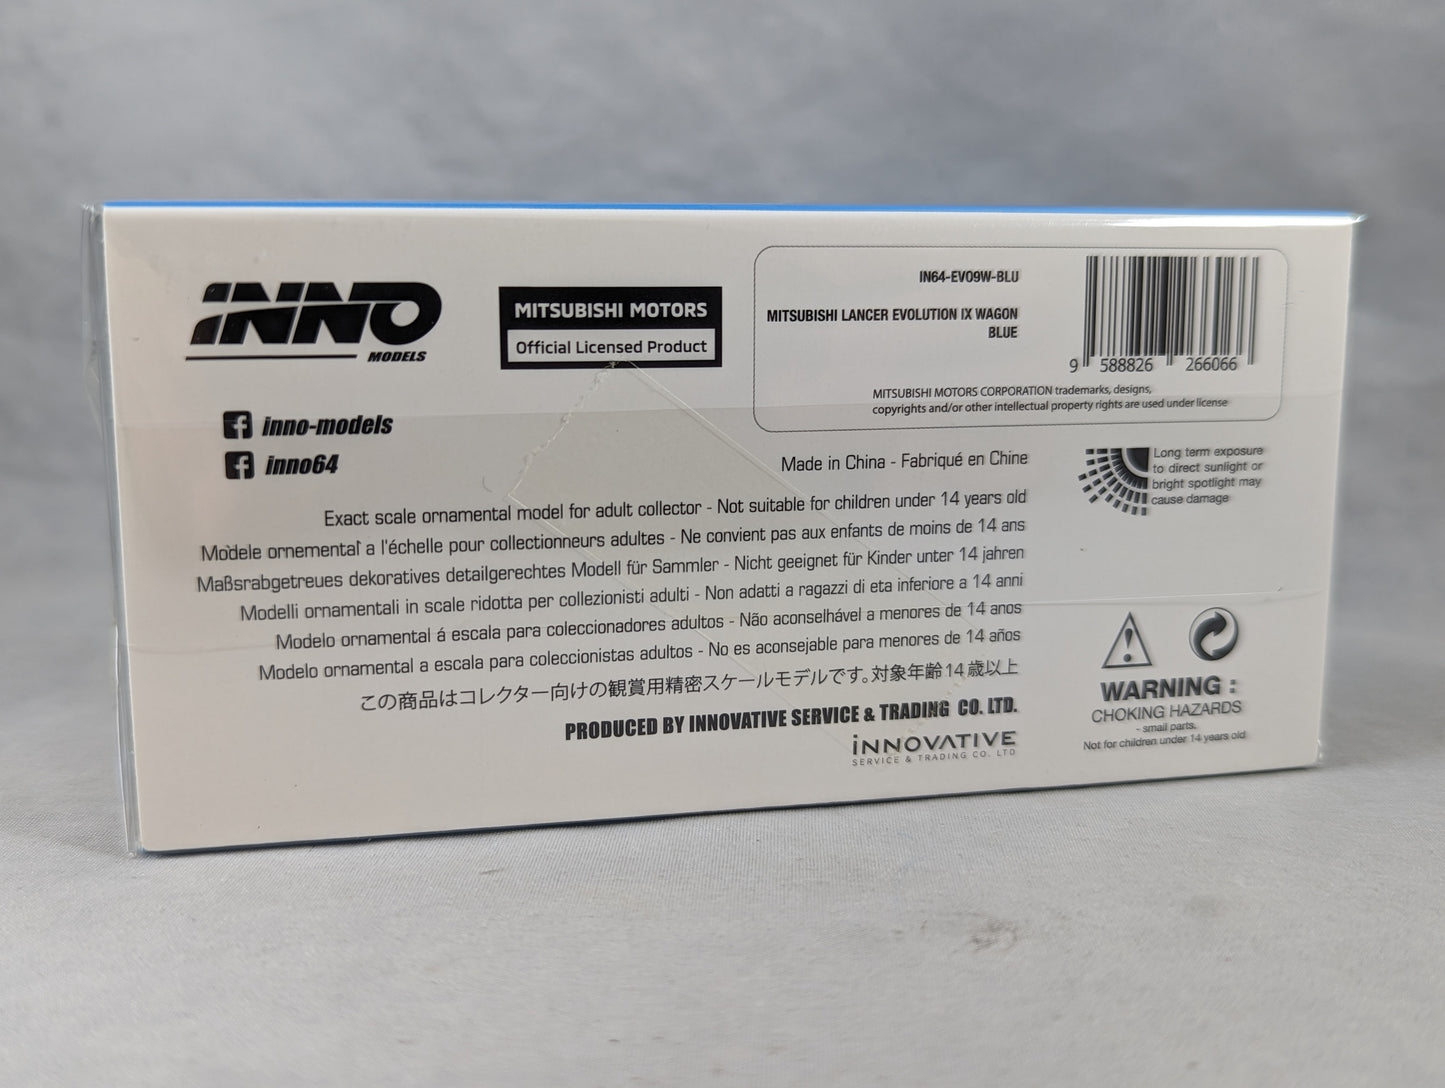 INNO
MODELS
MITSUBISHI MOTORS
Official Licensed Product
IN64-EVO9W-BLU
MITSUBISHI LANCER EVOLUTION IX WAGON
BLUE
9 588826 266066
MITSUBISHI MOTORS CORPORATION trademarks, designs,
copyrights and/or other intellectual property rights are used under license
inno-models
inno64
Made in China - Fabriqué en Chine
Long term exposure
to direct sunlight or
bright spotlight may
cause damage
Exact scale ornamental model for adult collector - Not suitable for children under 14 years old
Modèle ornemental a l'échelle pour collectionneurs adultes - Ne convient pas aux enfants de moins de 14 ans
Maßsrabgetreues dekoratives detailgerechtes Modell für Sammler - Nicht geeignet für Kinder unter 14 jahren
Modelli ornamentali in scale ridotta per collezionisti adulti - Non adatti a ragazzi di eta inferiore a 14 anni
Modelo ornamental á escala para coleccionadores adultos - Não aconselhável a menores de 14 anos
Modelo ornamental a escala para coleccionistas adultos - No es aconsejable para menores de 14 años
この商品はコレクター向けの観賞用精密スケールモデルです。対象年齢14歳以上
PRODUCED BY INNOVATIVE SERVICE & TRADING CO. LTD.
INNOVATIVE
SERVICE & TRADING CO. LTD
WARNING :
CHOKING HAZARDS
- small parts.
Not for children under 14 years old